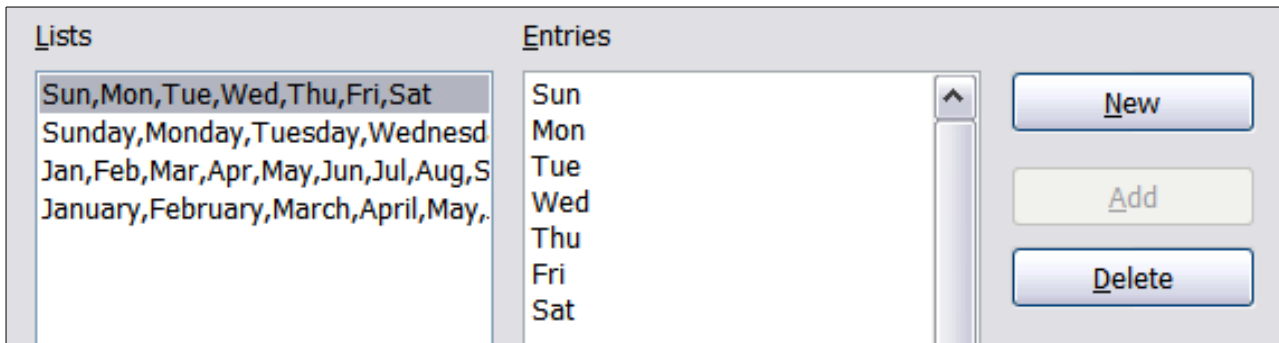 Lists
Entries
Sun,Mon,Tue,Wed,Thu,Fri,Sat
Sunday,Monday,Tuesday,Wednesd
Jan,Feb,Mar,Apr,May,Jun,Jul,Aug,S
January,February,March,April,May,.
Sun
Mon
Tue
Wed
Thu
Fri
Sat
New
Add
Delete